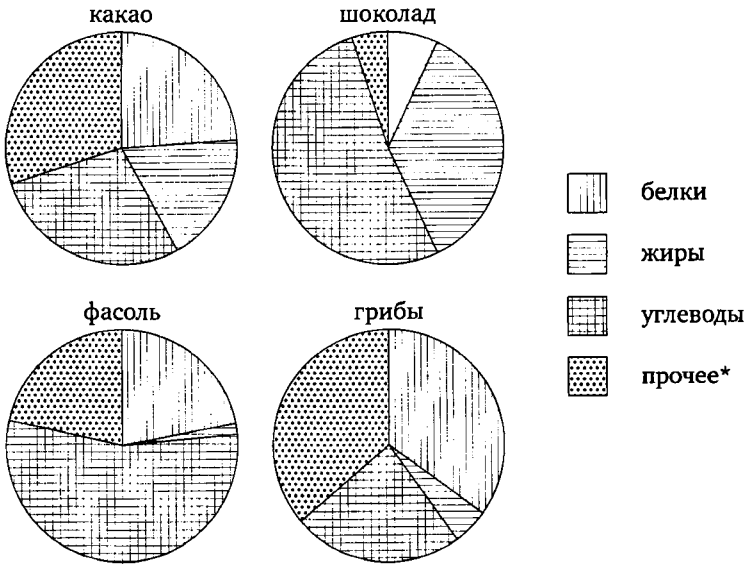 какао
шоколад
фасоль
грибы
белки
жиры
углеводы
прочее*